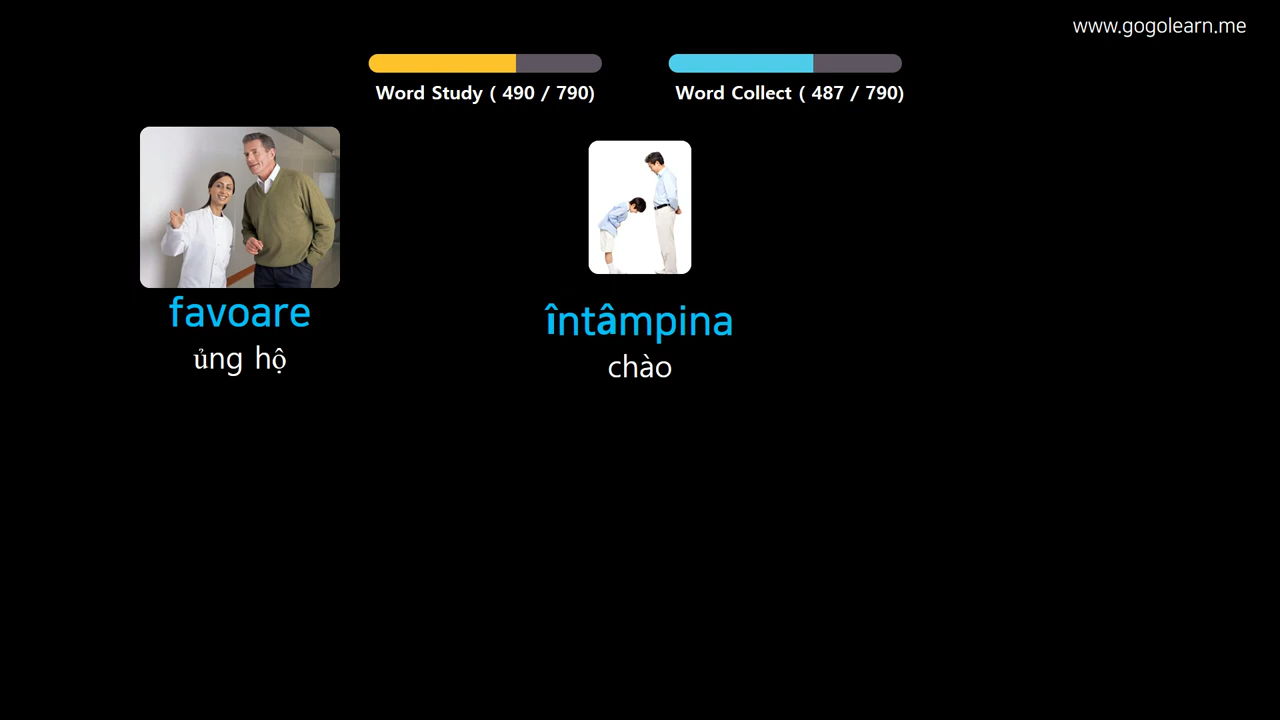 www.gogolearn.me
Word Study ( 490 / 790)
Word Collect ( 487 / 790)
favoare
ủng hộ
întâmpina
chào